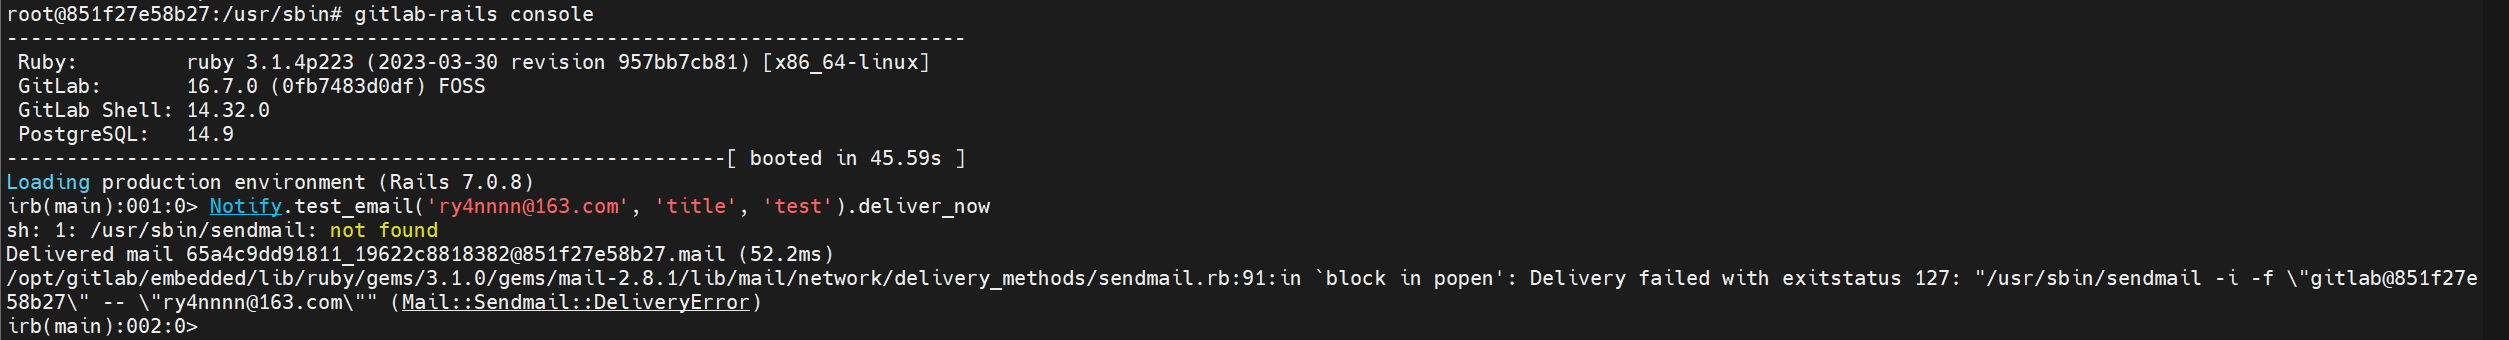 root@851f27e58b27:/usr/sbin# gitlab-rails console
--------------------------------------------------------------------------------
 Ruby:         ruby 3.1.4p223 (2023-03-30 revision 957bb7cb81) [x86_64-linux]
 GitLab:       16.7.0 (0fb7483d0df) FOSS
 GitLab Shell: 14.32.0
 PostgreSQL:   14.9
------------------------------------------------------------[ booted in 45.59s ]
Loading production environment (Rails 7.0.8)
irb(main):001:0> Notify.test_email('ry4nnnn@163.com', 'title', 'test').deliver_now
sh: 1: /usr/sbin/sendmail: not found
Delivered mail 65a4c9dd91811_19622c8818382@851f27e58b27.mail (52.2ms)
/opt/gitlab/embedded/lib/ruby/gems/3.1.0/gems/mail-2.8.1/lib/mail/network/delivery_methods/sendmail.rb:91:in `block in popen': Delivery failed with exitstatus 127: "/usr/sbin/sendmail -i -f \"gitlab@851f27e
58b27\" -- \"ry4nnnn@163.com\"" (Mail::Sendmail::DeliveryError)
irb(main):002:0>